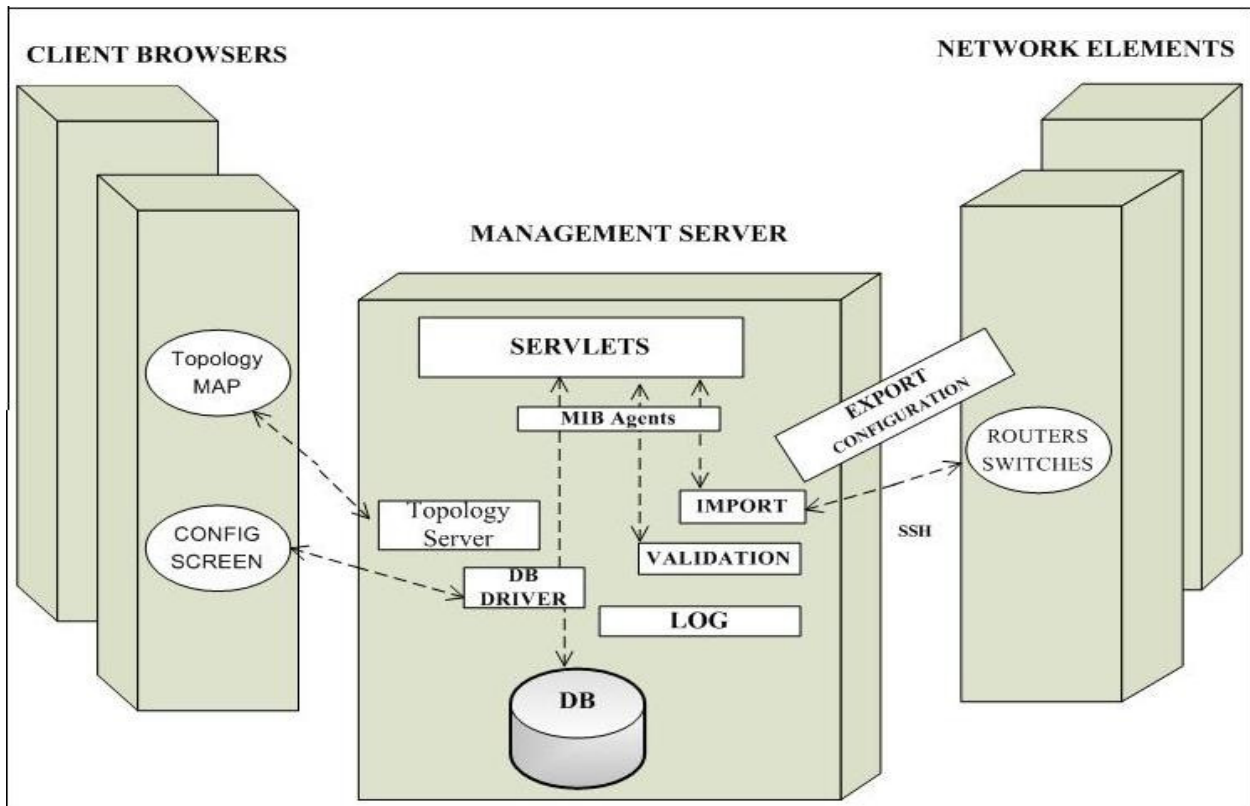 CLIENT BROWSERS
NETWORK ELEMENTS
MANAGEMENT SERVER
SERVLETS
MIB Agents
Topology
MAP
CONFIG
SCREEN
Topology
Server
DB
DRIVER
IMPORT
VALIDATION
LOG
DB
EXPORT
CONFIGURATION
ROUTERS
SWITCHES
SSH